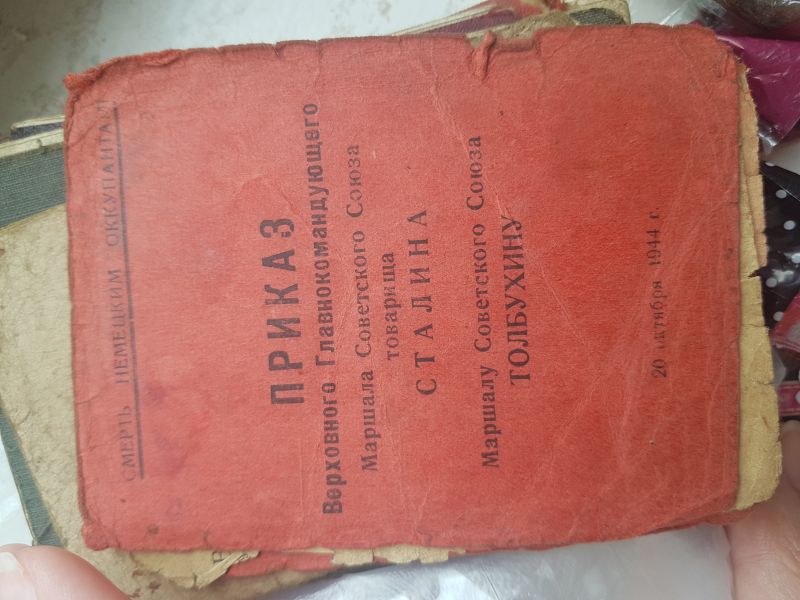 СМЕРТЬ НЕМЕЦКИМ ОККУПАНТАМ!
ПРИКАЗ
Верховного Главнокомандующего
Маршала Советского Союза
товарища
СТАЛИНА
Маршалу Советского Союза
ТОЛБУХИНУ
20 октября 1944 г.